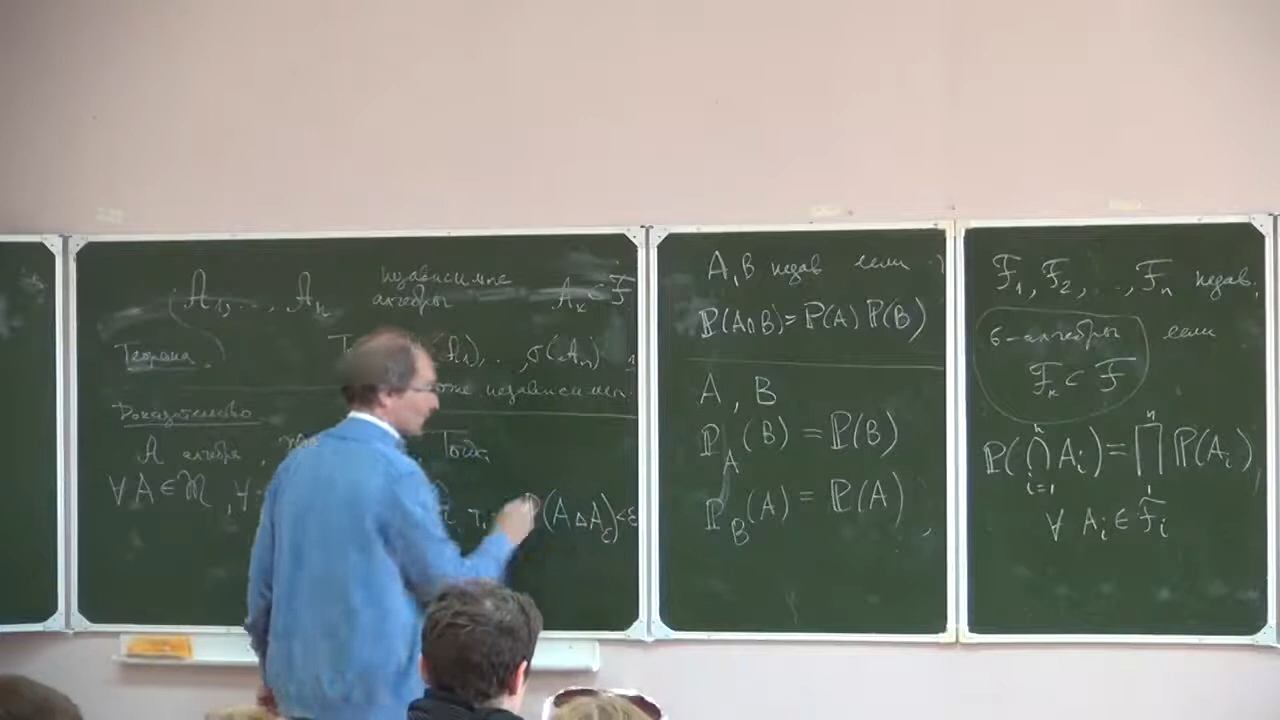 A₁, .., Aₙ независимые Aₖ ⊂ F
алгебры
Теорема. σ(Aₙ)
тоже независимы.
Доказательство
A алгебра, Тогда
∀A ∈ M, P(A△A_ε)<ε
A,B незав если
P(A∩B)=P(A)P(B)
A, B
P_A(B) = P(B)
P_B(A) = P(A)
F₁, F₂, .., Fₙ незав.
σ-алгебры если
Fₖ ⊂ F
P(⋂ᵢ₌₁ⁿ Aᵢ)=∏₁ⁿ P(Aᵢ)
∀ Aᵢ ∈ Fᵢ